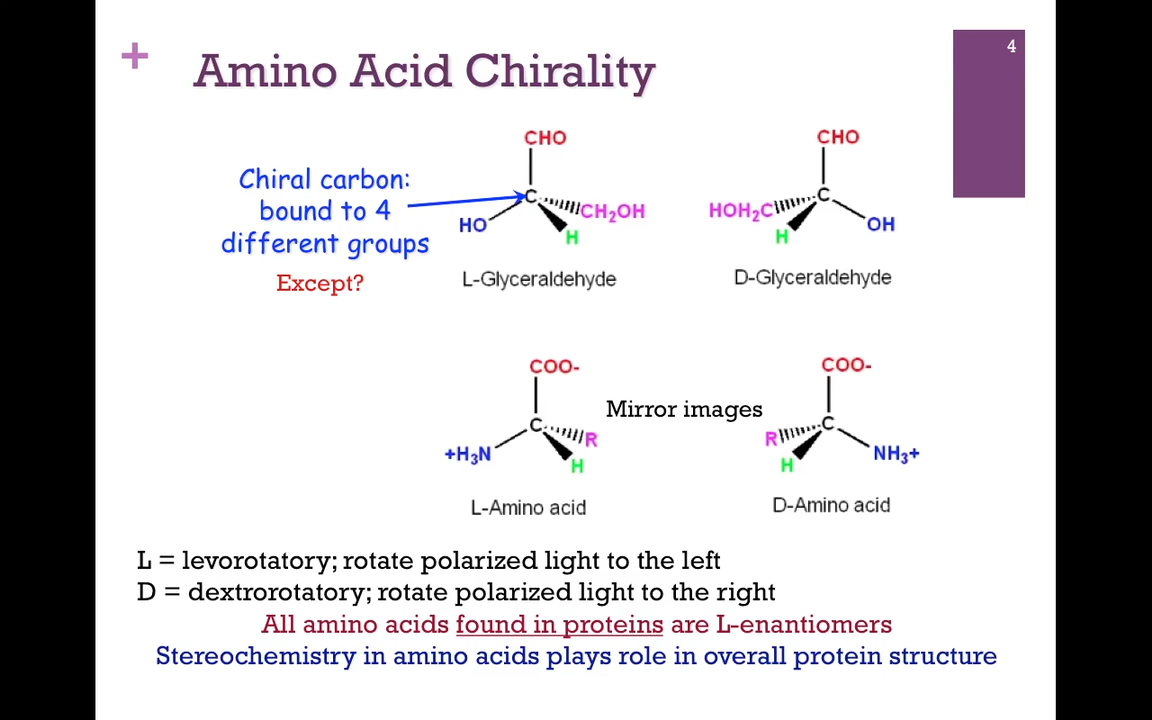 4
+ Amino Acid Chirality
CHO
CHO
Chiral carbon:
bound to 4
different groups
Except?
C
HO
CH₂OH
H
L-Glyceraldehyde
C
HOH₂C
OH
H
D-Glyceraldehyde
COO-
COO-
Mirror images
C
+H₃N
R
H
L-Amino acid
C
R
NH₃+
H
D-Amino acid
L = levorotatory; rotate polarized light to the left
D = dextrorotatory; rotate polarized light to the right
All amino acids found in proteins are L-enantiomers
Stereochemistry in amino acids plays role in overall protein structure